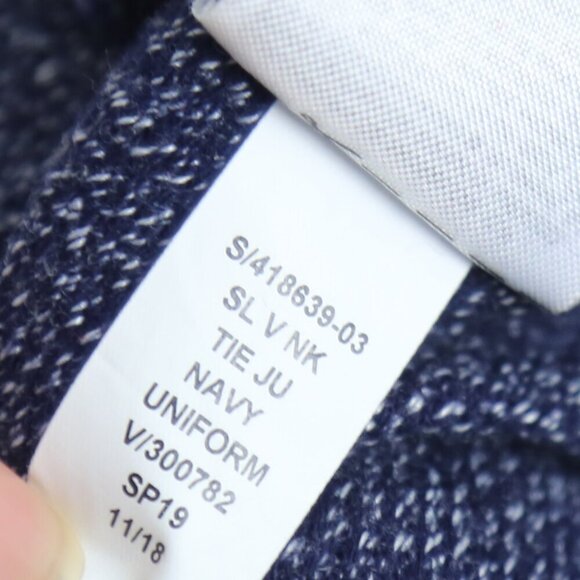 S/418639-03
SL V NK
TIE JU
NAVY
UNIFORM
V/300782
SP19
11/18